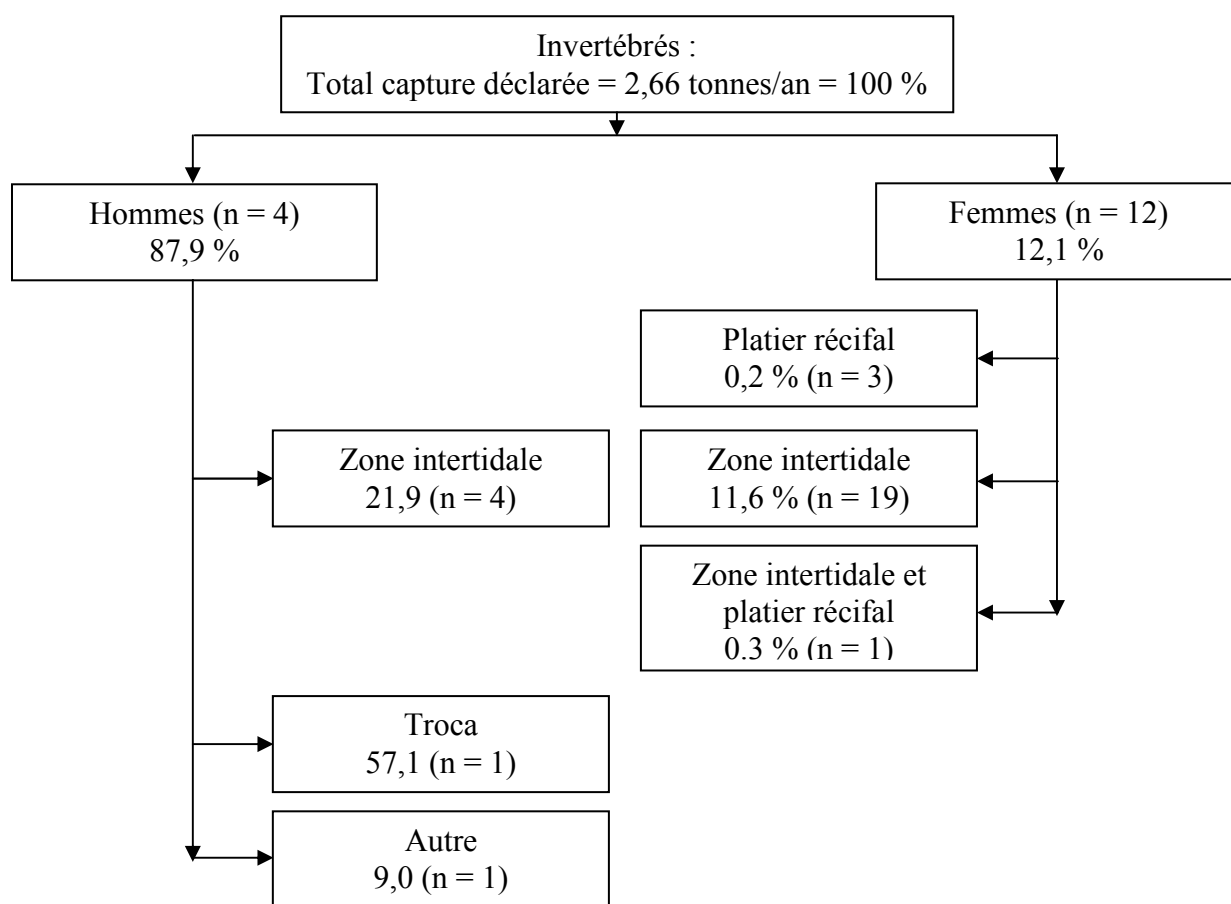 Invertébrés :
Total capture déclarée = 2,66 tonnes/an = 100 %
Hommes (n = 4)
87,9 %
Femmes (n = 12)
12,1 %
Platier récifal
0,2 % (n = 3)
Zone intertidale
21,9 (n = 4)
Zone intertidale
11,6 % (n = 19)
Zone intertidale et
platier récifal
0.3 % (n = 1)
Troca
57,1 (n = 1)
Autre
9,0 (n = 1)